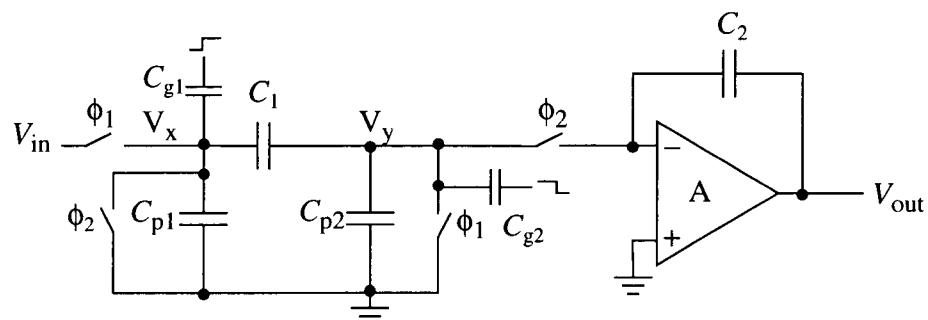 C2
Cg1
C1
ϕ1
ϕ2
Vin
Vx
Vy
−
A
Vout
ϕ2
Cp1
Cp2
ϕ1
Cg2
+